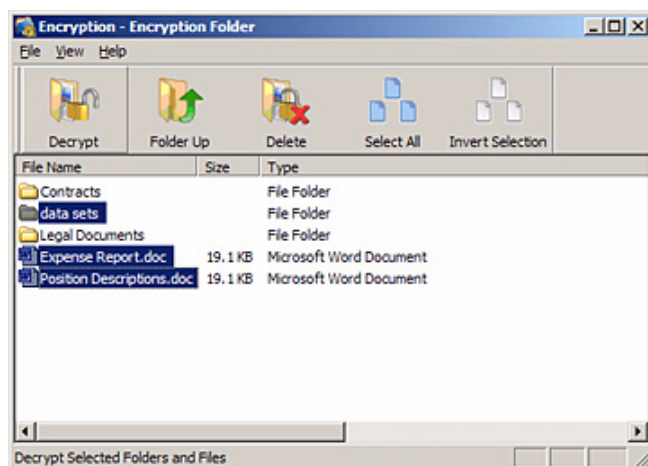 Encryption - Encryption Folder
File View Help
Decrypt Folder Up Delete Select All Invert Selection
File Name Size Type
Contracts File Folder
data sets File Folder
Legal Documents File Folder
Expense Report.doc 19.1 KB Microsoft Word Document
Position Descriptions.doc 19.1 KB Microsoft Word Document
Decrypt Selected Folders and Files